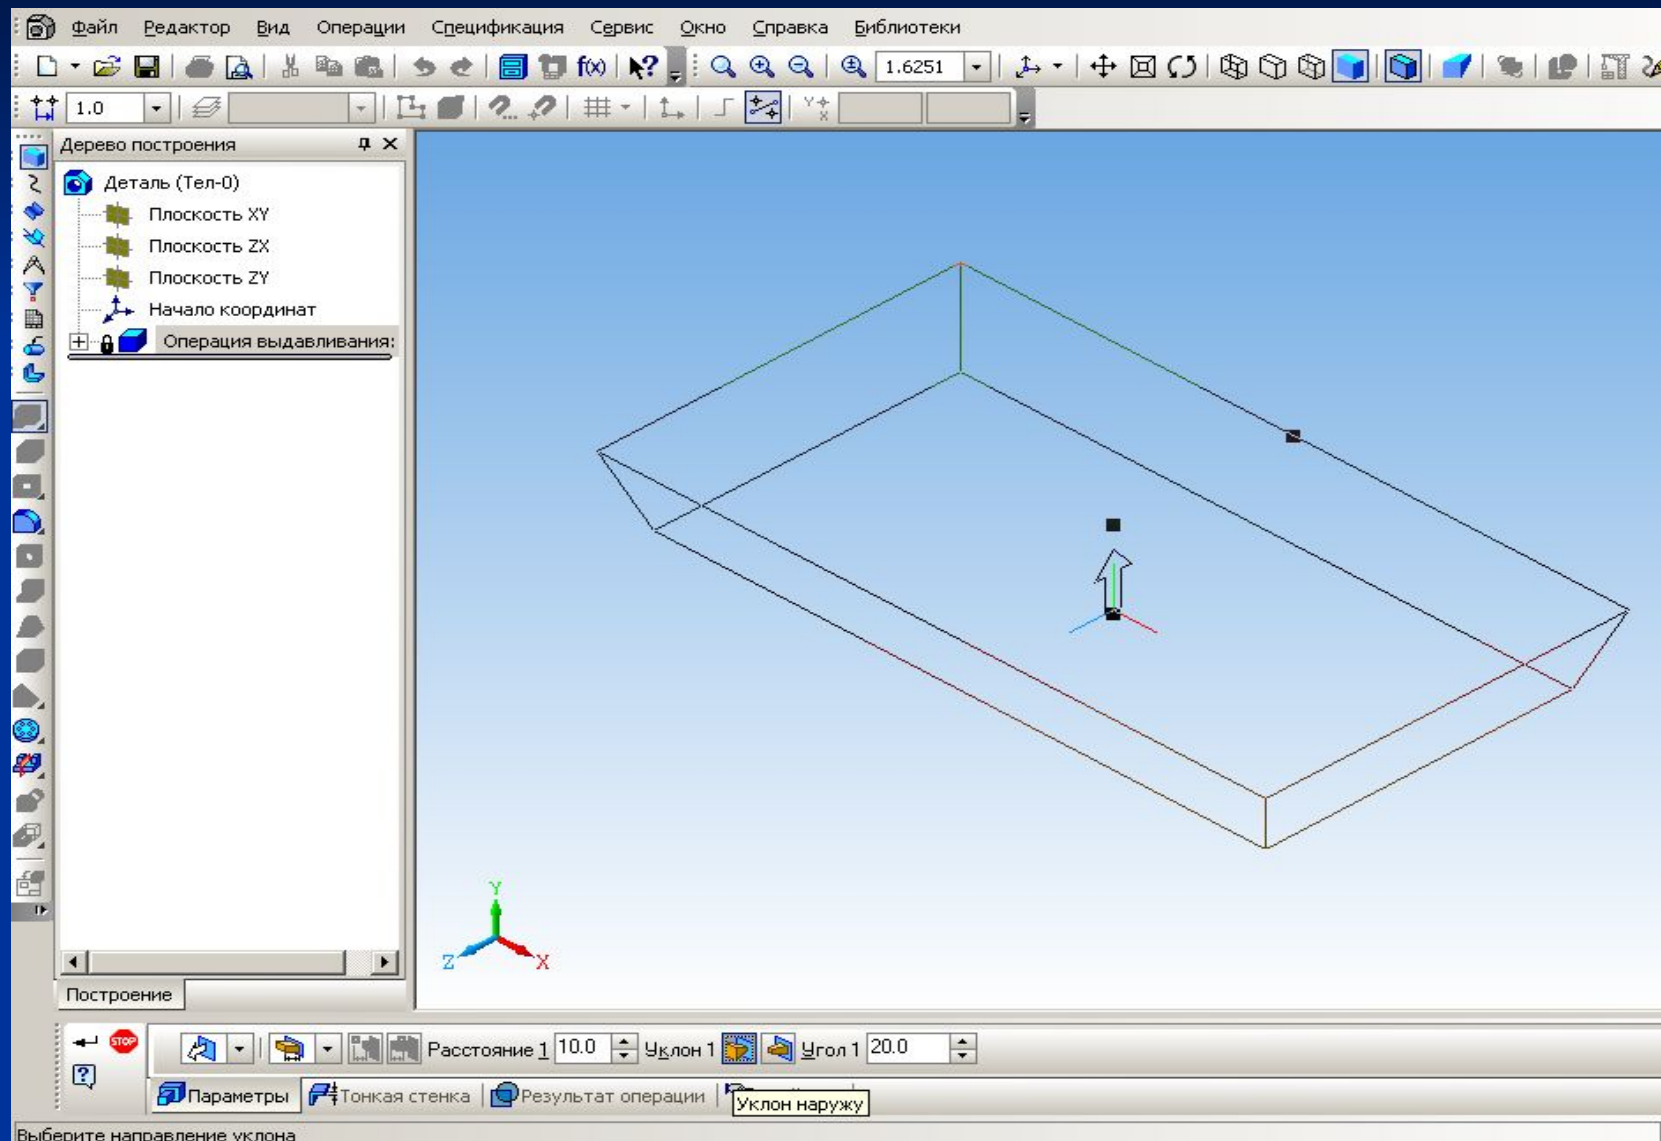 Файл Редактор Вид Операции Спецификация Сервис Окно Справка Библиотеки
f(x) 1.6251
1.0
Дерево построения
Деталь (Тел-0)
Плоскость XY
Плоскость ZX
Плоскость ZY
Начало координат
Операция выдавливания:
Y
Z X
Построение
STOP Расстояние 1 10.0 Уклон 1 Угол 1 20.0
Параметры Тонкая стенка Результат операции
Уклон наружу
Выберите направление уклона